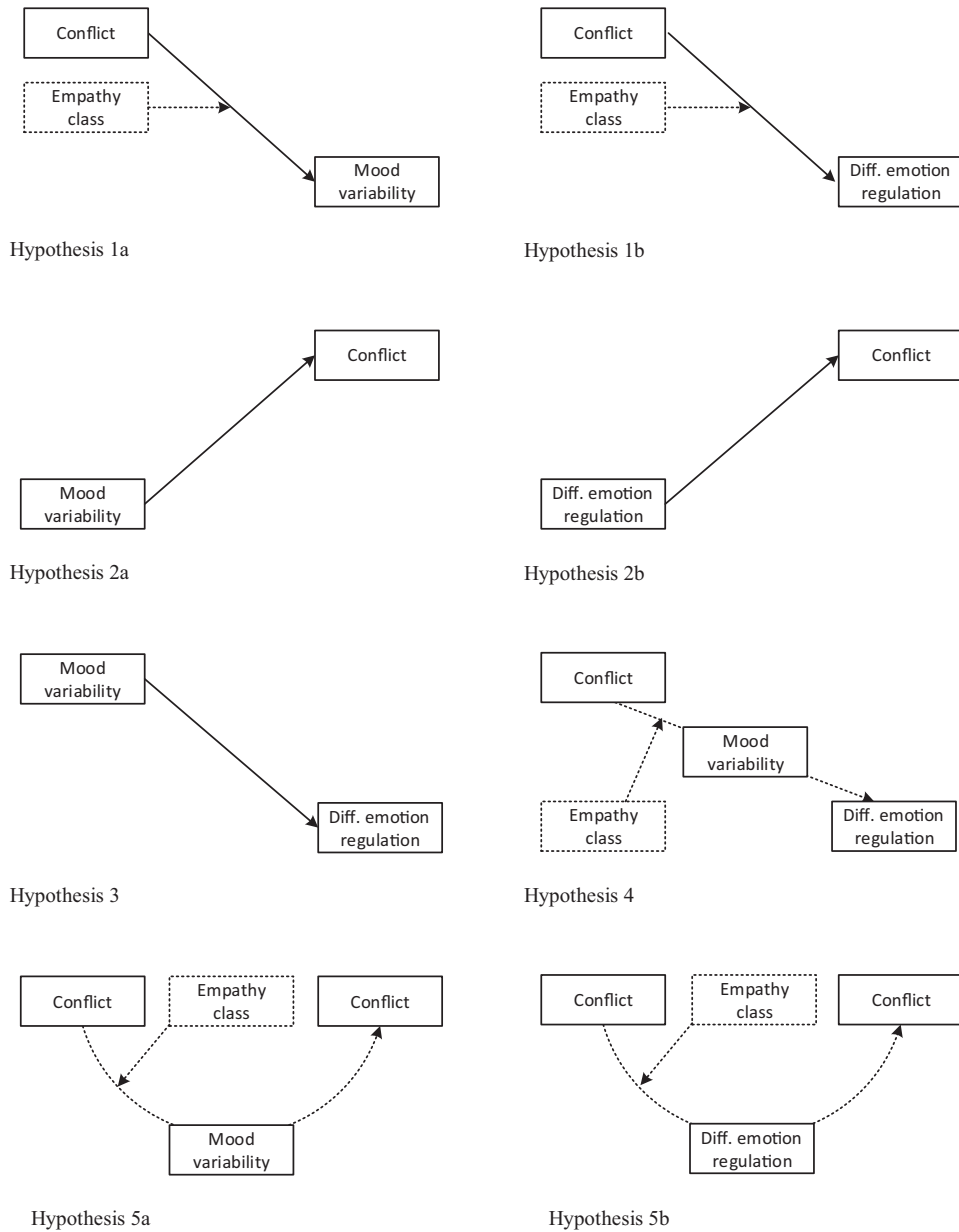 Conflict
Empathy
class
Mood
variability
Hypothesis 1a
Conflict
Empathy
class
Diff. emotion
regulation
Hypothesis 1b
Conflict
Mood
variability
Hypothesis 2a
Conflict
Diff. emotion
regulation
Hypothesis 2b
Mood
variability
Diff. emotion
regulation
Hypothesis 3
Conflict
Mood
variability
Empathy
class
Diff. emotion
regulation
Hypothesis 4
Conflict
Empathy
class
Conflict
Mood
variability
Hypothesis 5a
Conflict
Empathy
class
Conflict
Diff. emotion
regulation
Hypothesis 5b